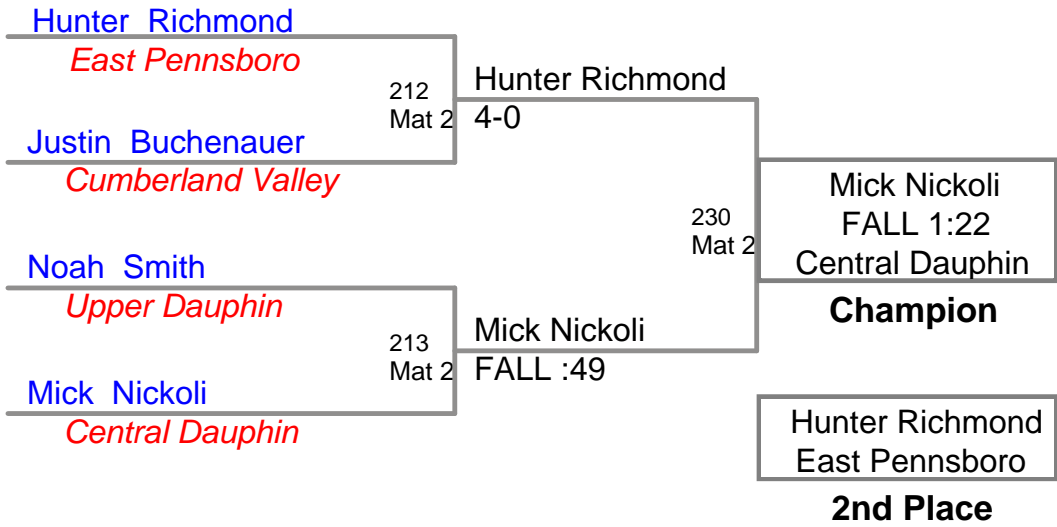 Hunter Richmond
East Pennsboro
212
Mat 2
Hunter Richmond
4-0
Justin Buchenauer
Cumberland Valley
230
Mat 2
Mick Nickoli
FALL 1:22
Central Dauphin
Champion
Noah Smith
Upper Dauphin
213
Mat 2
Mick Nickoli
FALL :49
Mick Nickoli
Central Dauphin
Hunter Richmond
East Pennsboro
2nd Place